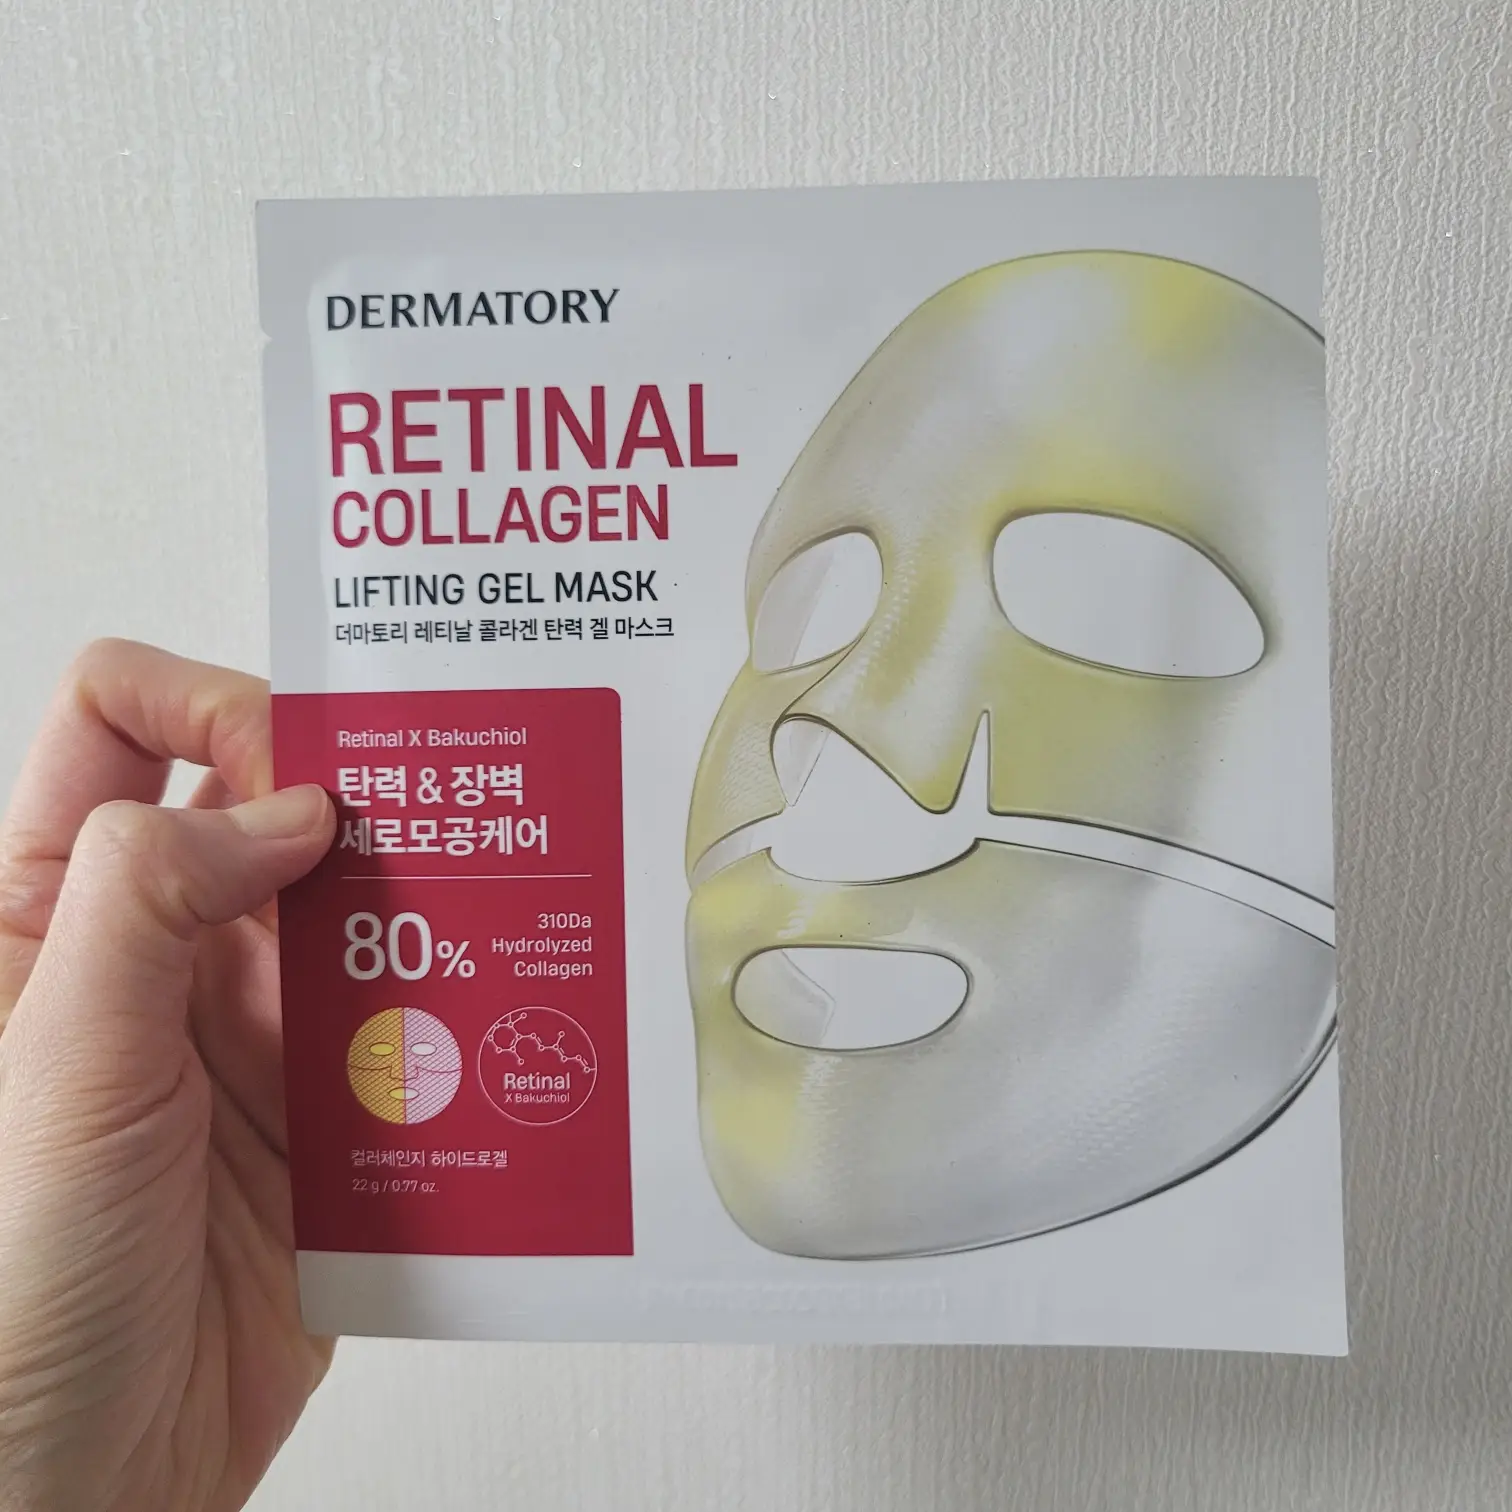 DERMATORY
RETINAL
COLLAGEN
LIFTING GEL MASK
더마토리 레티날 콜라겐 탄력 겔 마스크
Retinal X Bakuchiol
탄력 & 장벽
세로모공케어
80%
310Da
Hydrolyzed
Collagen
Retinal
X Bakuchiol
컬러체인지 하이드로겔
22 g / 0.77 oz.